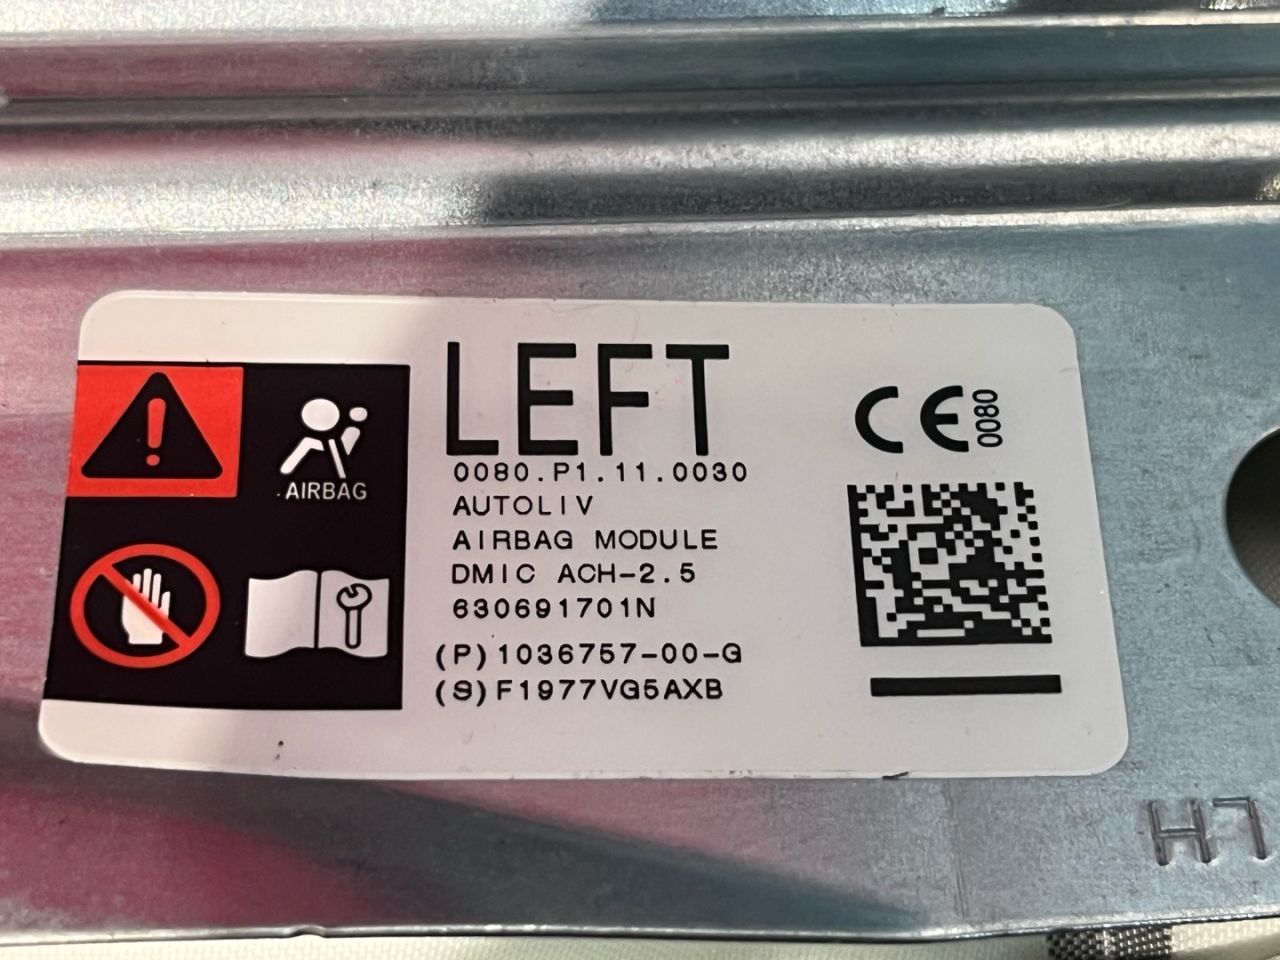 LEFT
0080.P1.11.0030
AUTOLIV
AIRBAG MODULE
DMIC ACH-2.5
630691701N
(P)1036757-00-G
(S)F1977VG5AXB
AIRBAG
CE 0080
LH